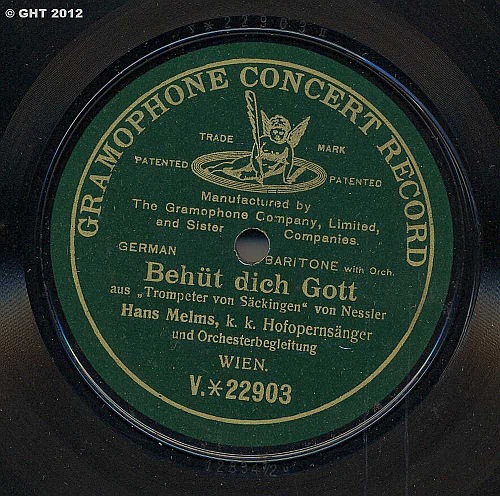 © GHT 2012
V*22903
GRAMOPHONE CONCERT RECORD
TRADE MARK
PATENTED PATENTED
Manufactured by
The Gramophone Company, Limited,
and Sister Companies.
GERMAN BARITONE with Orch.
Behüt dich Gott
aus „Trompeter von Säckingen“ von Nessler
Hans Melms, k. k. Hofopernsänger
und Orchesterbegleitung
WIEN.
V.*22903